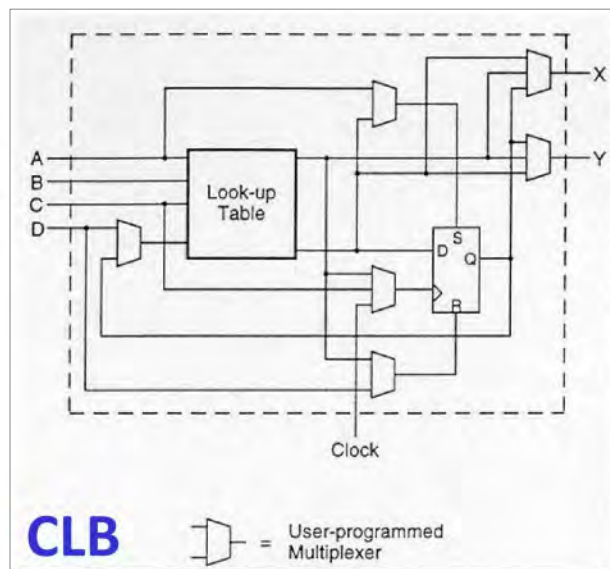 X
A
Y
B
Look-up
Table
C
D
S
D
Q
R
Clock
CLB
=
User-programmed
Multiplexer